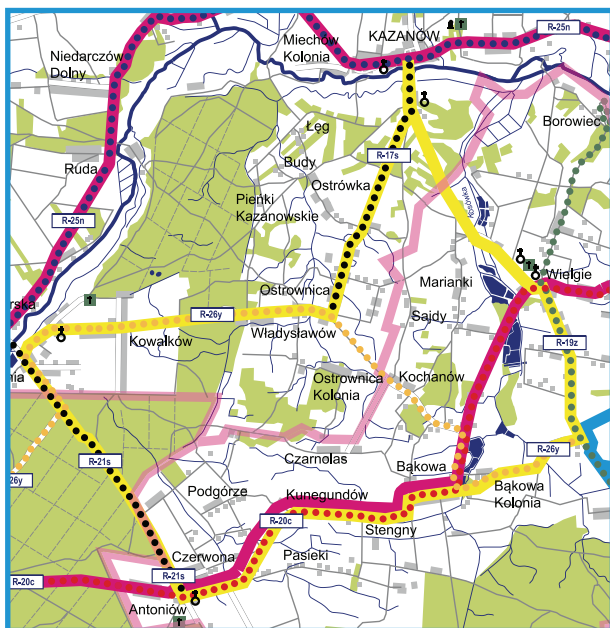 KAZANÓW
R-25n
Miechów
Kolonia
Niedarczów
Dolny
Borowiec
Łęg
R-17s
Budy
Ruda
Ostrówka
Pieńki
Kazanowskie
R-25n
Wielgie
Marianki
Ostrownica
rska
R-26y
Sajdy
Władysławów
Kowalków
R-19z
nia
Ostrownica
Kolonia
Kochanów
R-26y
Czarnolas
R-21s
Bąkowa
26y
Bąkowa
Kolonia
Podgórze
Kunegundów
R-20c
Stengny
Czerwona
Pasieki
R-21s
R-20c
Antoniów